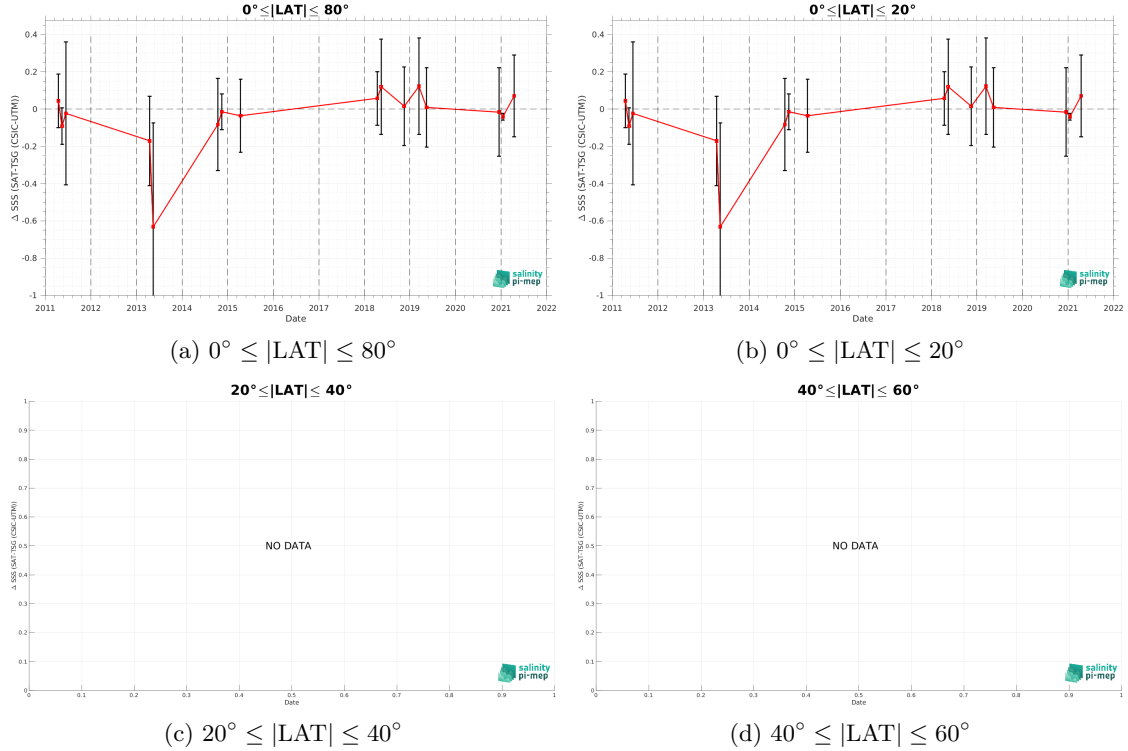 0°≤|LAT|≤ 80°
0.4
0.2
0
-0.2
-0.4
-0.6
-0.8
-1
Δ SSS (SAT-TSG (CSIC-UTM))
2011 2012 2013 2014 2015 2016 2017 2018 2019 2020 2021 2022
Date
salinity
pi-mep
(a) 0° ≤ |LAT| ≤ 80°
0°≤|LAT|≤ 20°
0.4
0.2
0
-0.2
-0.4
-0.6
-0.8
-1
Δ SSS (SAT-TSG (CSIC-UTM))
2011 2012 2013 2014 2015 2016 2017 2018 2019 2020 2021 2022
Date
salinity
pi-mep
(b) 0° ≤ |LAT| ≤ 20°
20°≤|LAT|≤ 40°
1
0.9
0.8
0.7
0.6
0.5
0.4
0.3
0.2
0.1
0
Δ SSS (SAT-TSG (CSIC-UTM))
NO DATA
0 0.1 0.2 0.3 0.4 0.5 0.6 0.7 0.8 0.9 1
Date
salinity
pi-mep
(c) 20° ≤ |LAT| ≤ 40°
40°≤|LAT|≤ 60°
1
0.9
0.8
0.7
0.6
0.5
0.4
0.3
0.2
0.1
0
Δ SSS (SAT-TSG (CSIC-UTM))
NO DATA
0 0.1 0.2 0.3 0.4 0.5 0.6 0.7 0.8 0.9 1
Date
salinity
pi-mep
(d) 40° ≤ |LAT| ≤ 60°